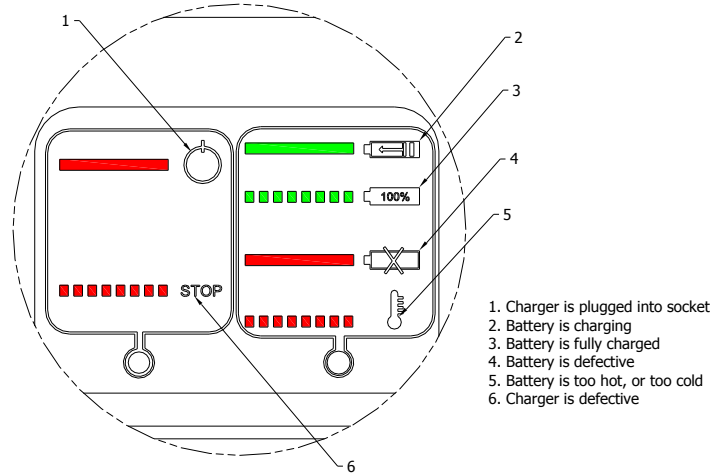 1
2
3
100%
4
5
STOP
1. Charger is plugged into socket
2. Battery is charging
3. Battery is fully charged
4. Battery is defective
5. Battery is too hot, or too cold
6. Charger is defective
6